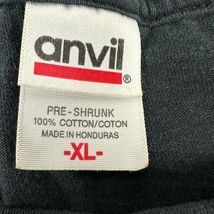 anvil
®
PRE-SHRUNK
100% COTTON/COTON
MADE IN HONDURAS
-XL-